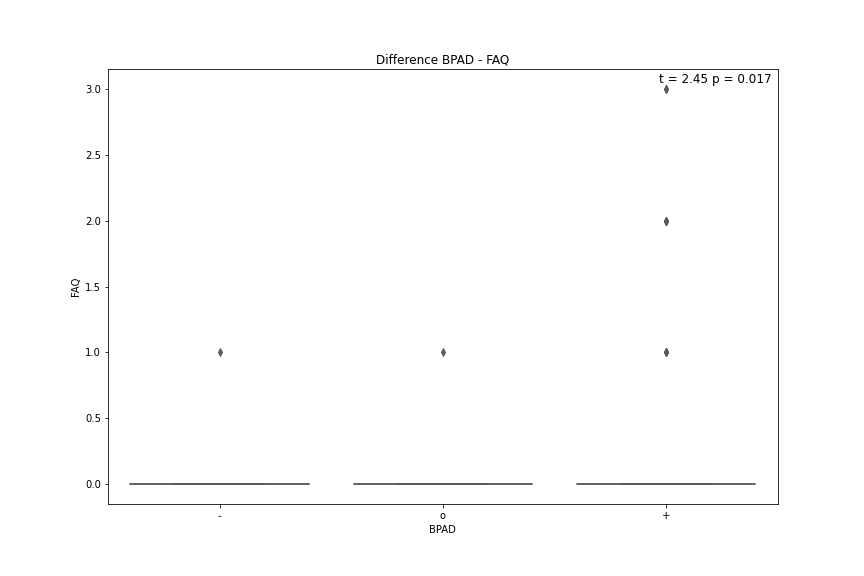 Difference BPAD - FAQ
t = 2.45 p = 0.017
3.0
2.5
2.0
1.5
1.0
0.5
0.0
FAQ
- o +
BPAD